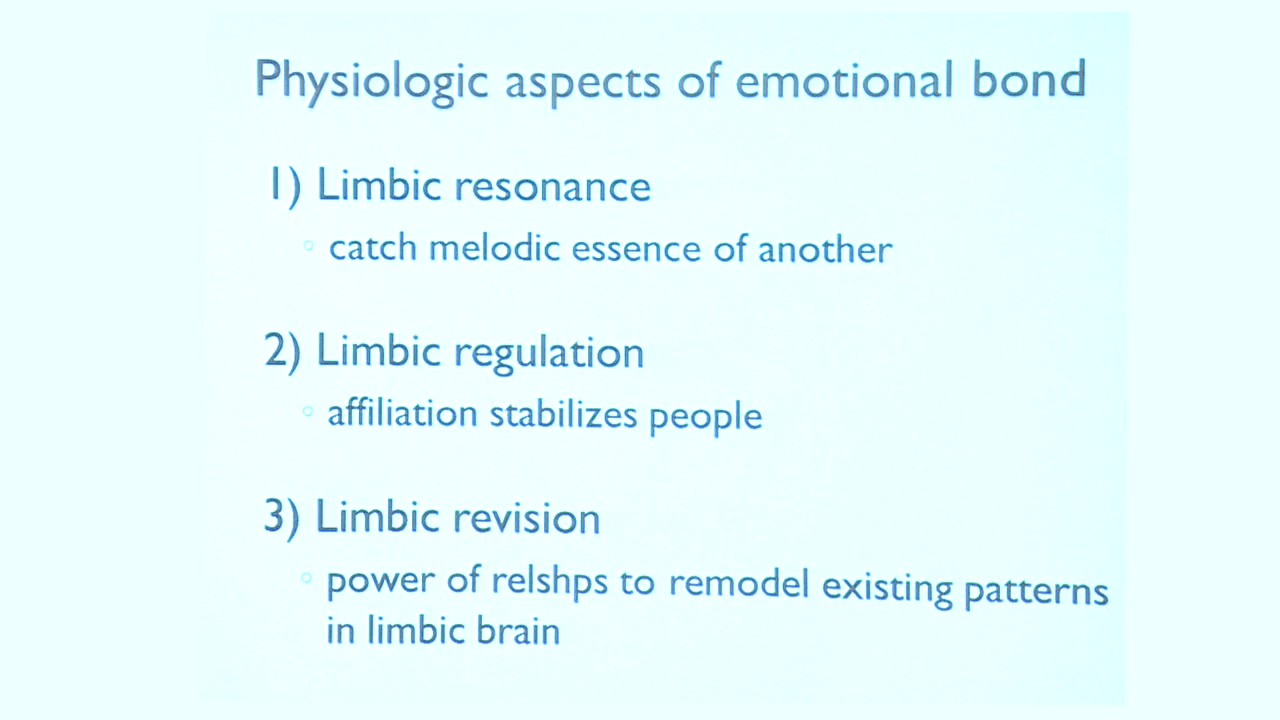 Physiologic aspects of emotional bond
1) Limbic resonance
◦ catch melodic essence of another
2) Limbic regulation
◦ affiliation stabilizes people
3) Limbic revision
◦ power of relshps to remodel existing patterns
in limbic brain